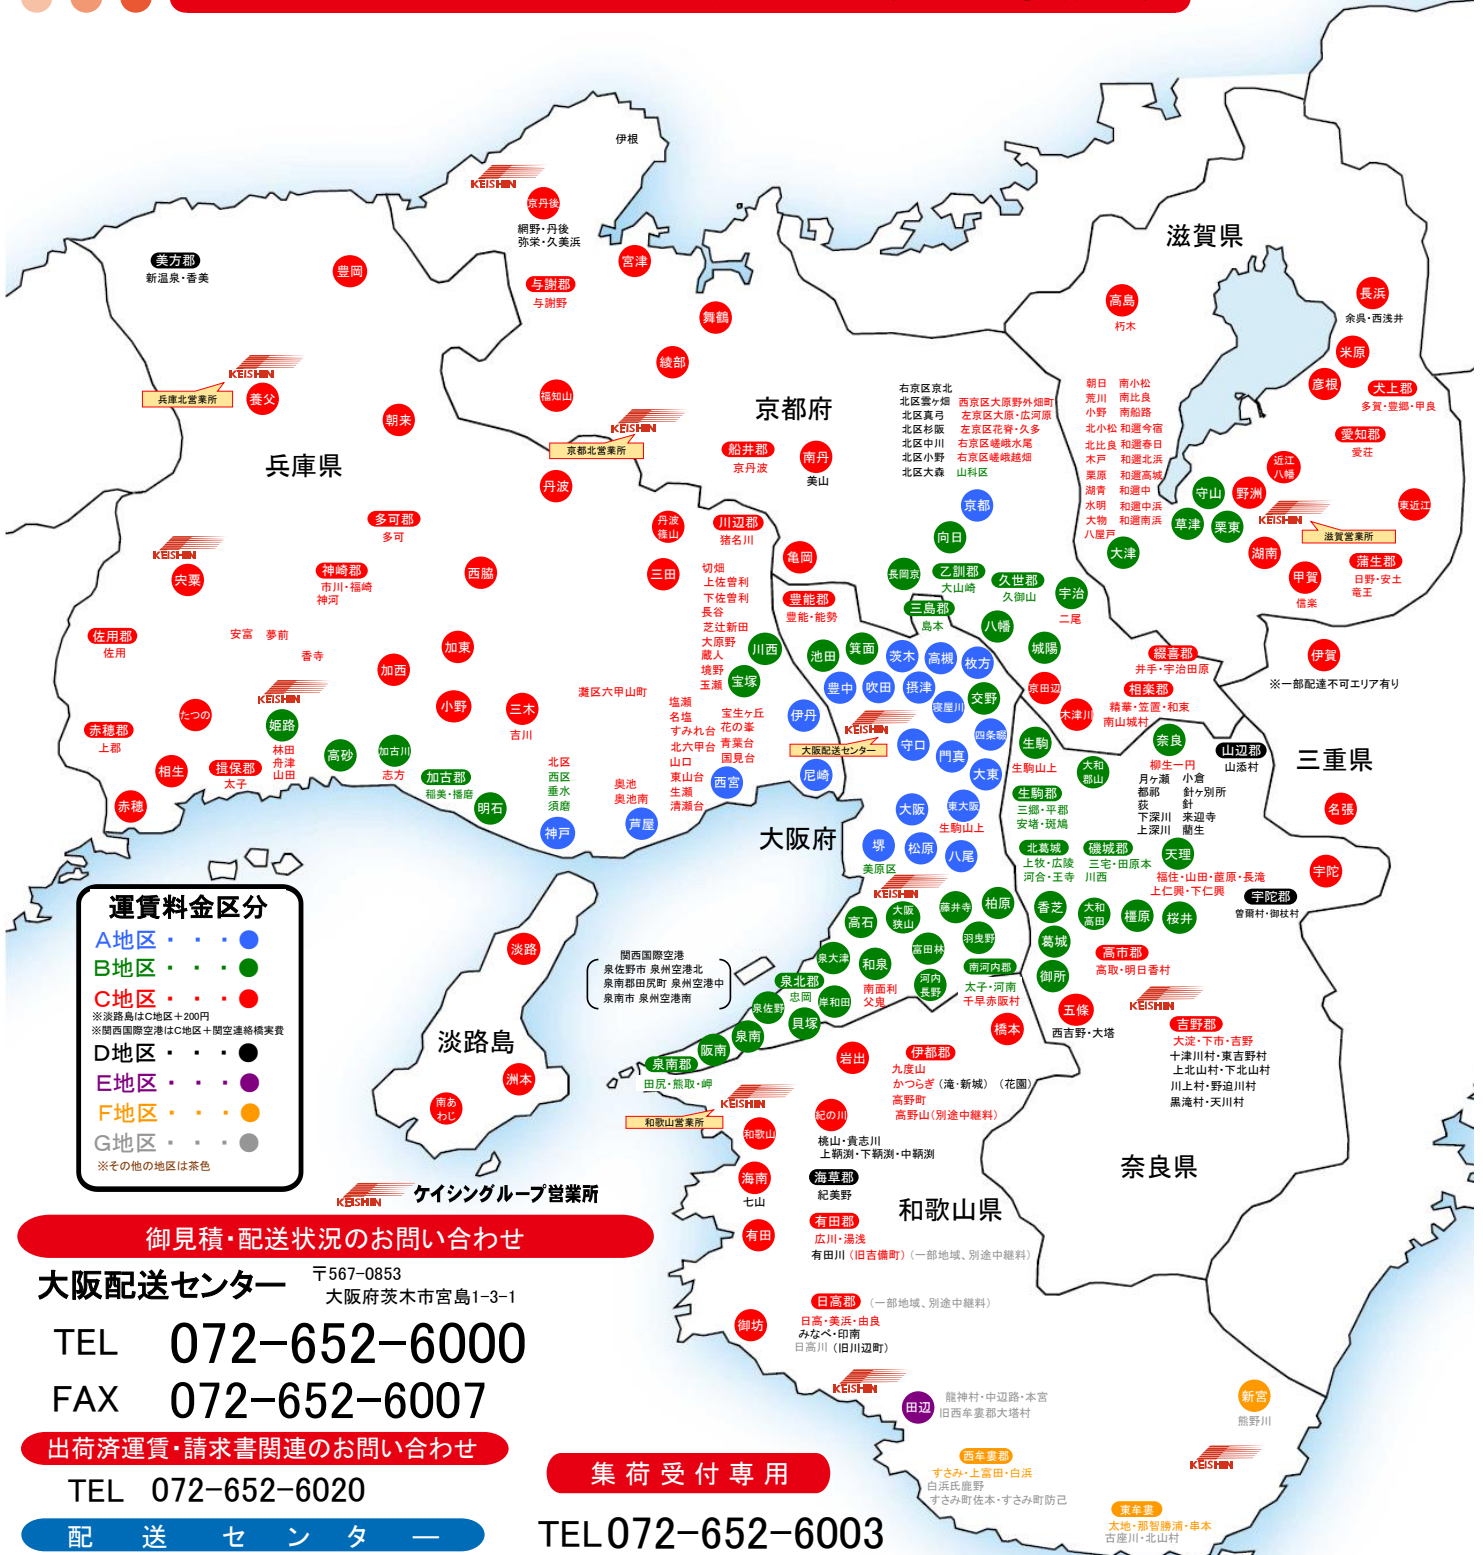 伊根
KEISHIN
京丹後
網野・丹後
弥栄・久美浜
宮津
与謝郡
与謝野
舞鶴
綾部
福知山
美方郡
新温泉・香美
豊岡
KEISHIN
兵庫北営業所
養父
朝来
兵庫県
KEISHIN
京都北営業所
京都府
船井郡
京丹波
南丹
美山
右京区京北
北区雲ヶ畑
北区真弓
北区杉阪
北区中川
北区小野
北区大森
西京区大原野外畑町
左京区大原・広河原
左京区花脊・久多
右京区嵯峨水尾
右京区嵯峨越畑
山科区
京都
向日
長岡京
乙訓郡
大山崎
久世郡
久御山
宇治
二尾
三島郡
島本
八幡
城陽
亀岡
滋賀県
高島
朽木
長浜
余呉・西浅井
米原
彦根
犬上郡
多賀・豊郷・甲良
愛知郡
愛荘
朝日 南小松
荒川 南比良
小野 南船路
北小松 和邇今宿
北比良 和邇春日
木戸 和邇北浜
栗原 和邇高城
湖青 和邇中
水明 和邇中浜
大物 和邇南浜
八屋戸
大津
近江
八幡
守山
野洲
草津
栗東
東近江
KEISHIN
滋賀営業所
湖南
甲賀
信楽
蒲生郡
日野・安土
竜王
伊賀
※一部配達不可エリア有り
綴喜郡
井手・宇治田原
相楽郡
精華・笠置・和束
南山城村
京田辺
木津川
三重県
名張
丹波
丹波
篠山
川辺郡
猪名川
三田
切畑
上佐曽利
下佐曽利
長谷
芝辻新田
大原野
蔵人
境野
玉瀬
川西
宝塚
多可郡
多可
西脇
神崎郡
市川・福崎
神河
KEISHIN
宍粟
佐用郡
佐用
安富 夢前
香寺
加東
加西
小野
三木
吉川
KEISHIN
姫路
林田
舟津
山田
たつの
赤穂郡
上郡
相生
赤穂
揖保郡
太子
高砂
加古川
志方
加古郡
稲美・播磨
明石
灘区六甲山町
北区
西区
垂水
須磨
神戸
奥池
奥池南
芦屋
塩瀬
名塩
すみれ台
北六甲台
山口
東山台
生瀬
清瀬台
宝生ヶ丘
花の峯
青葉台
国見台
西宮
豊能郡
豊能・能勢
池田
箕面
茨木
高槻
枚方
豊中
吹田
摂津
寝屋川
交野
伊丹
KEISHIN
大阪配送センター
尼崎
守口
門真
四条畷
大東
大阪
東大阪
生駒山上
堺
美原区
松原
八尾
大阪府
KEISHIN
高石
大阪
狭山
藤井寺
柏原
富田林
羽曳野
泉大津
和泉
南面利
父鬼
河内
長野
南河内郡
太子・河南
千早赤阪村
泉北郡
忠岡
岸和田
泉佐野
貝塚
泉南
阪南
泉南郡
田尻・熊取・岬
関西国際空港
泉佐野市 泉州空港北
泉南郡田尻町 泉州空港中
泉南市 泉州空港南
生駒
生駒山上
奈良
柳生一円
月ヶ瀬 小倉
都祁 針ヶ別所
荻 針
下深川 来迎寺
上深川 藺生
山辺郡
山添村
大和
郡山
生駒郡
三郷・平群
安堵・斑鳩
北葛城
上牧・広陵
河合・王寺
磯城郡
三宅・田原本
川西
天理
福住・山田・苣原・長滝
上仁興・下仁興
宇陀
宇陀郡
曽爾村・御杖村
香芝
大和
高田
橿原
桜井
葛城
御所
高市郡
高取・明日香村
五條
西吉野・大塔
KEISHIN
吉野郡
大淀・下市・吉野
十津川村・東吉野村
上北山村・下北山村
川上村・野迫川村
黒滝村・天川村
奈良県
淡路
淡路島
洲本
南あ
わじ
運賃料金区分
A地区・・・●
B地区・・・●
C地区・・・●
※淡路島はC地区+200円
※関西国際空港はC地区+関空連絡橋実費
D地区・・・●
E地区・・・●
F地区・・・●
G地区・・・●
※その他の地区は茶色
KEISHIN ケイシングループ営業所
橋本
岩出
伊都郡
九度山
かつらぎ(滝・新城)(花園)
高野町
高野山(別途中継料)
KEISHIN
和歌山営業所
和歌山
紀の川
桃山・貴志川
上鞆渕・下鞆渕・中鞆渕
海南
七山
海草郡
紀美野
和歌山県
有田
有田郡
広川・湯浅
有田川(旧吉備町)(一部地域、別途中継料)
御坊
日高郡 (一部地域、別途中継料)
日高・美浜・由良
みなべ・印南
日高川(旧川辺町)
KEISHIN
田辺
龍神村・中辺路・本宮
旧西牟婁郡大塔村
新宮
熊野川
KEISHIN
西牟婁郡
すさみ・上富田・白浜
白浜氏鹿野
すさみ町佐本・すさみ町防己
東牟婁
太地・那智勝浦・串本
古座川・北山村
御見積・配送状況のお問い合わせ
大阪配送センター 〒567-0853
大阪府茨木市宮島1-3-1
TEL 072-652-6000
FAX 072-652-6007
出荷済運賃・請求書関連のお問い合わせ
TEL 072-652-6020
配送センター
集荷受付専用
TEL072-652-6003